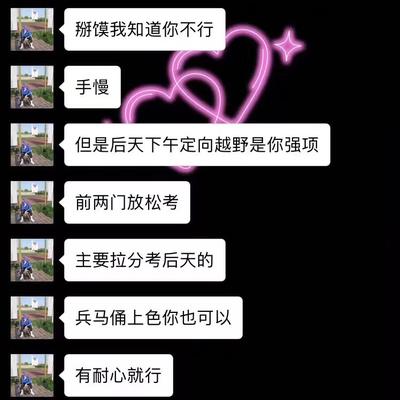 掰馍我知道你不行
手慢
但是后天下午定向越野是你强项
前两门放松考
主要拉分考后天的
兵马俑上色你也可以
有耐心就行